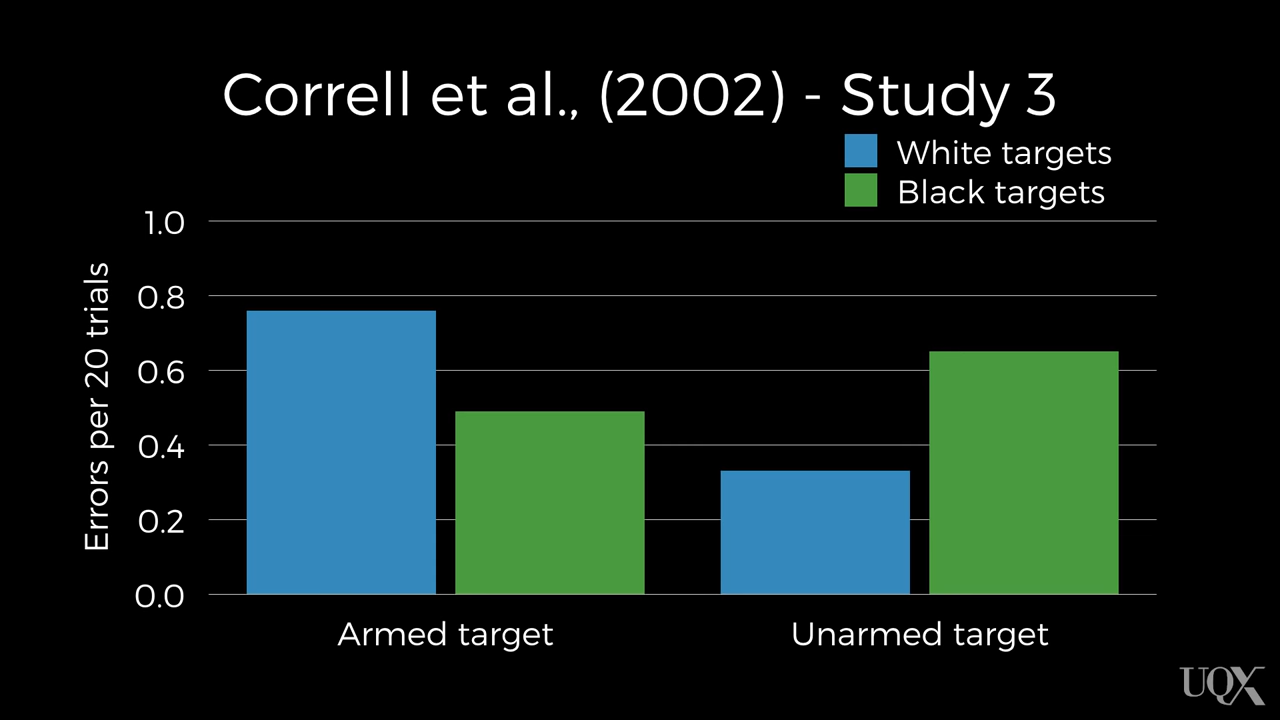 Correll et al., (2002) - Study 3
White targets
Black targets
Errors per 20 trials
1.0
0.8
0.6
0.4
0.2
0.0
Armed target
Unarmed target
UQX